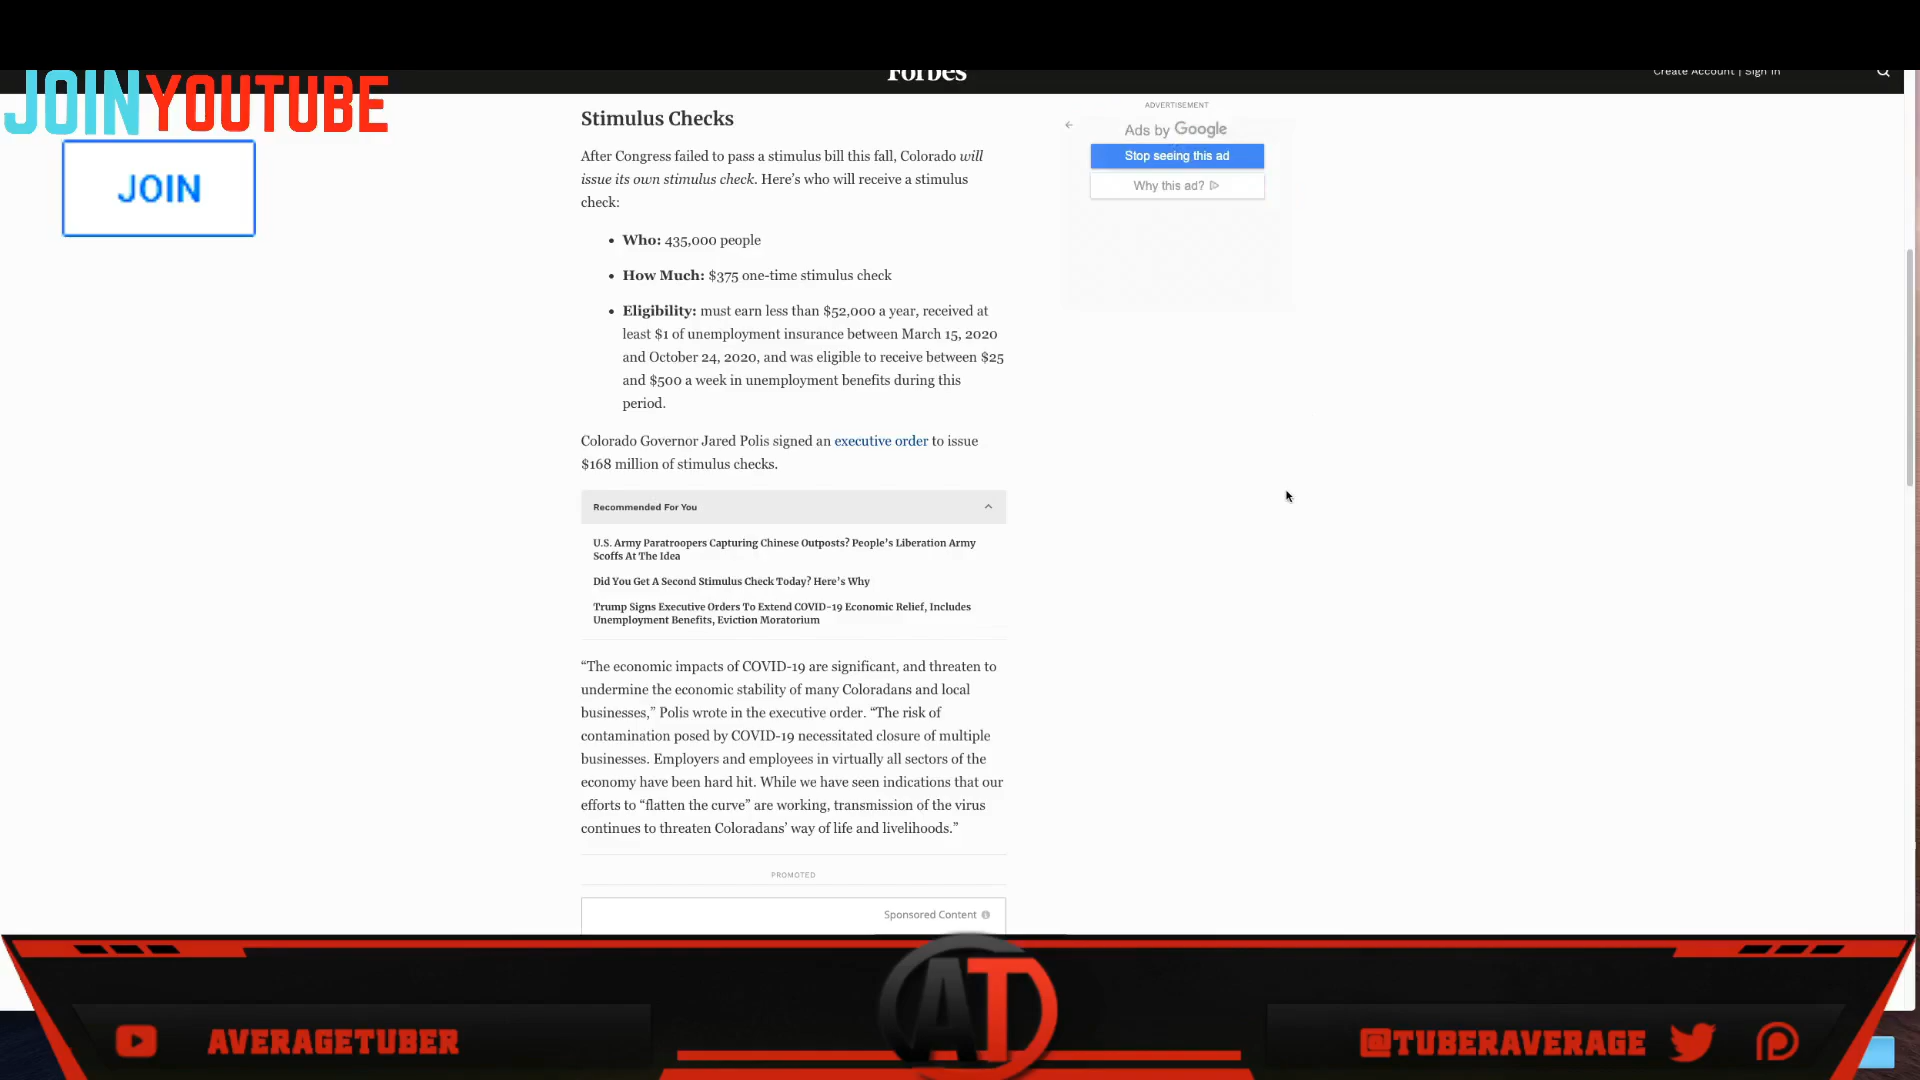 Forbes
Create Account | Sign In
JOIN YOUTUBE
JOIN
Stimulus Checks
After Congress failed to pass a stimulus bill this fall, Colorado will
issue its own stimulus check. Here’s who will receive a stimulus
check:
• Who: 435,000 people
• How Much: $375 one-time stimulus check
• Eligibility: must earn less than $52,000 a year, received at
least $1 of unemployment insurance between March 15, 2020
and October 24, 2020, and was eligible to receive between $25
and $500 a week in unemployment benefits during this
period.
Colorado Governor Jared Polis signed an executive order to issue
$168 million of stimulus checks.
Recommended For You
U.S. Army Paratroopers Capturing Chinese Outposts? People’s Liberation Army
Scoffs At The Idea
Did You Get A Second Stimulus Check Today? Here’s Why
Trump Signs Executive Orders To Extend COVID-19 Economic Relief, Includes
Unemployment Benefits, Eviction Moratorium
“The economic impacts of COVID-19 are significant, and threaten to
undermine the economic stability of many Coloradans and local
businesses,” Polis wrote in the executive order. “The risk of
contamination posed by COVID-19 necessitated closure of multiple
businesses. Employers and employees in virtually all sectors of the
economy have been hard hit. While we have seen indications that our
efforts to “flatten the curve” are working, transmission of the virus
continues to threaten Coloradans’ way of life and livelihoods.”
PROMOTED
Sponsored Content
ADVERTISEMENT
Ads by Google
Stop seeing this ad
Why this ad?
AT
AVERAGETUBER
@TUBERAVERAGE